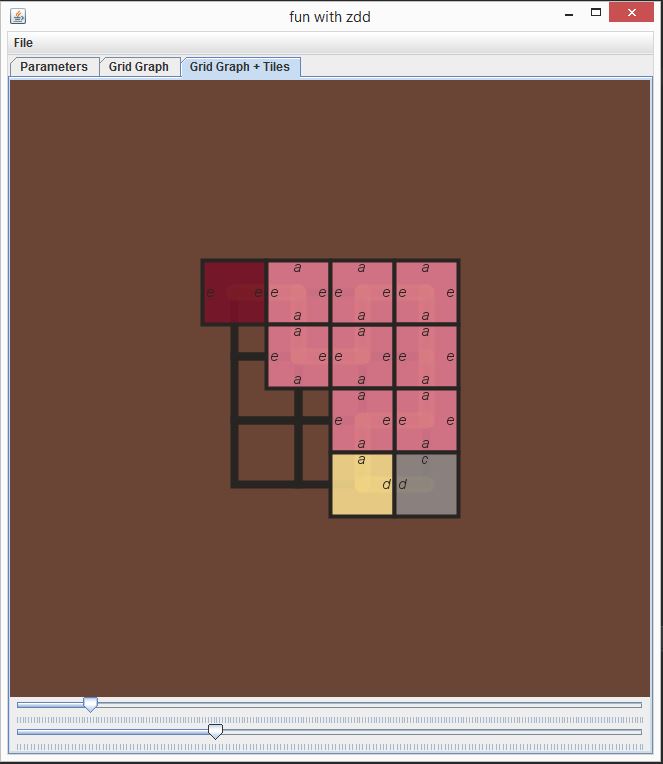 fun with zdd
File
Parameters Grid Graph Grid Graph + Tiles
a a a
e e e e e e e e
a a a
a a a
e e e e e e
a a a
a a
e e e e
a a
a c
d d